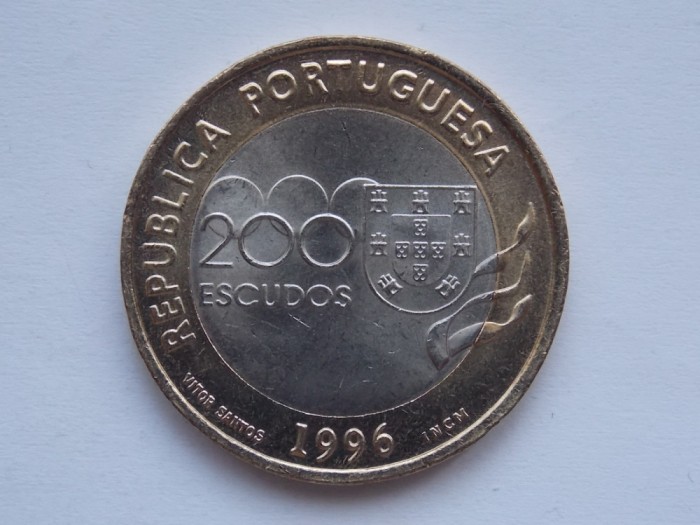 REPUBLICA PORTUGUESA
200
ESCUDOS
VITOR SANTOS
1996
INCM